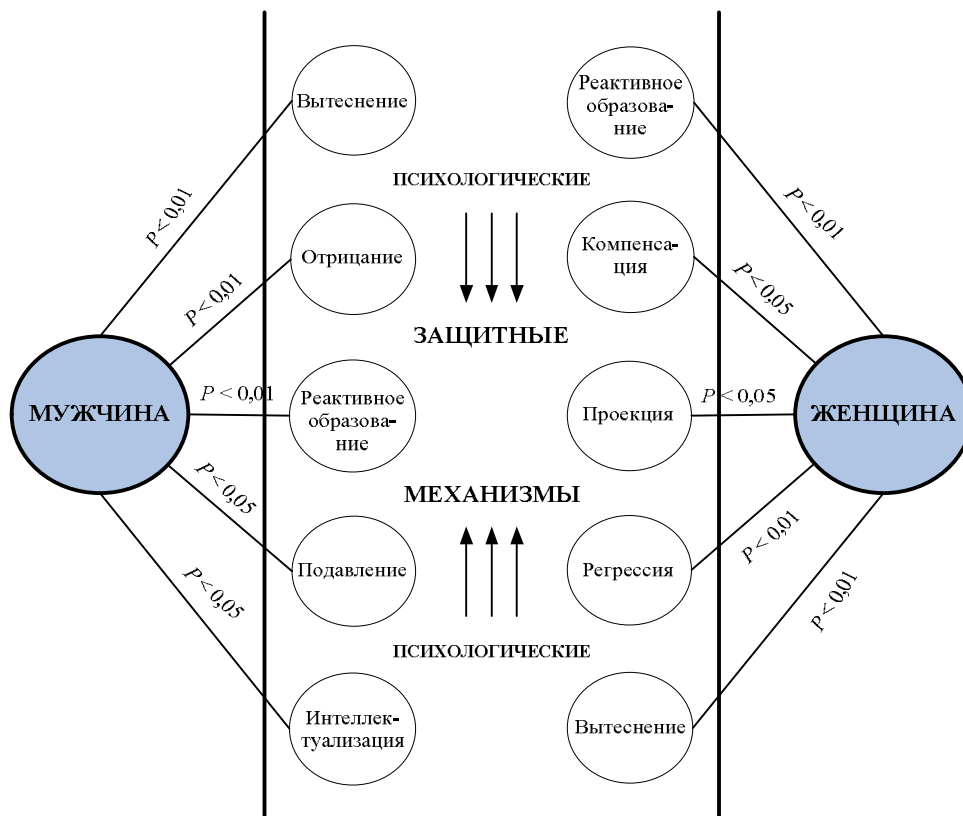 Вытеснение
Реактивное
образова-
ние
ПСИХОЛОГИЧЕСКИЕ
P < 0,01
P < 0,01
Отрицание
Компенса-
ция
P < 0,01
P < 0,05
ЗАЩИТНЫЕ
МУЖЧИНА
P < 0,01
Реактивное
образова-
ние
Проекция
P < 0,05
ЖЕНЩИНА
МЕХАНИЗМЫ
P < 0,05
P < 0,01
Подавление
Регрессия
P < 0,05
P < 0,01
ПСИХОЛОГИЧЕСКИЕ
Интеллек-
туализация
Вытеснение